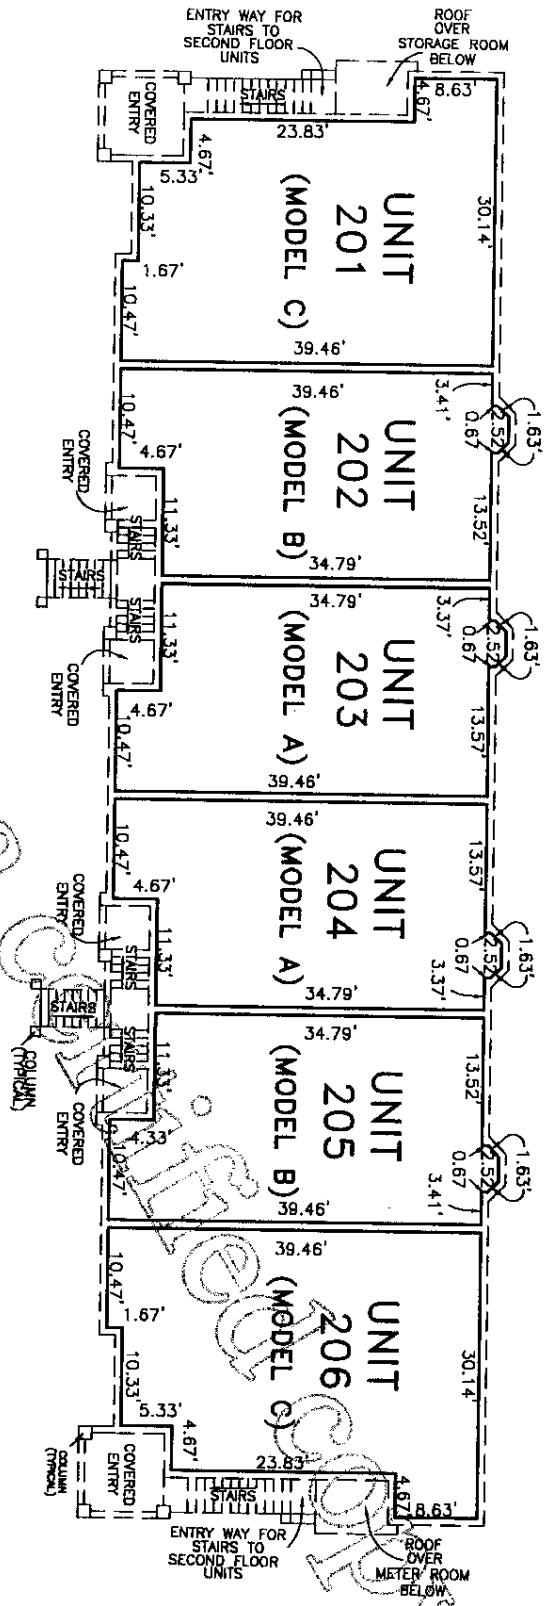 ENTRY WAY FOR
STAIRS TO
SECOND FLOOR
UNITS
ROOF
OVER
STORAGE ROOM
BELOW
COVERED
ENTRY
STAIRS
8.63'
4.67'
23.83'
4.67'
5.33'
10.33'
1.67'
10.47'
30.14'
39.46'
UNIT
201
(MODEL C)
39.46'
3.41'
2.52'
1.63'
0.67
13.52'
10.47'
4.67'
11.33'
34.79'
UNIT
202
(MODEL B)
COVERED
ENTRY
STAIRS
STAIRS
STAIRS
34.79'
3.37'
2.52'
1.63'
0.67
13.57'
11.33'
4.67'
10.47'
39.46'
UNIT
203
(MODEL A)
COVERED
ENTRY
39.46'
13.57'
2.52'
1.63'
0.67
3.37'
10.47'
4.67'
11.33'
34.79'
UNIT
204
(MODEL A)
COVERED
ENTRY
STAIRS
STAIRS
STAIRS
COLUMN
(TYPICAL)
34.79'
13.52'
2.52'
1.63'
0.67
3.41'
11.33'
4.33'
10.47'
39.46'
UNIT
205
(MODEL B)
COVERED
ENTRY
39.46'
30.14'
10.47'
1.67'
10.33'
5.33'
4.67'
23.83'
4.67'
8.63'
UNIT
206
(MODEL C)
COLUMN
(TYPICAL)
COVERED
ENTRY
STAIRS
ENTRY WAY FOR
STAIRS TO
SECOND FLOOR
UNITS
ROOF
OVER
METER ROOM
BELOW